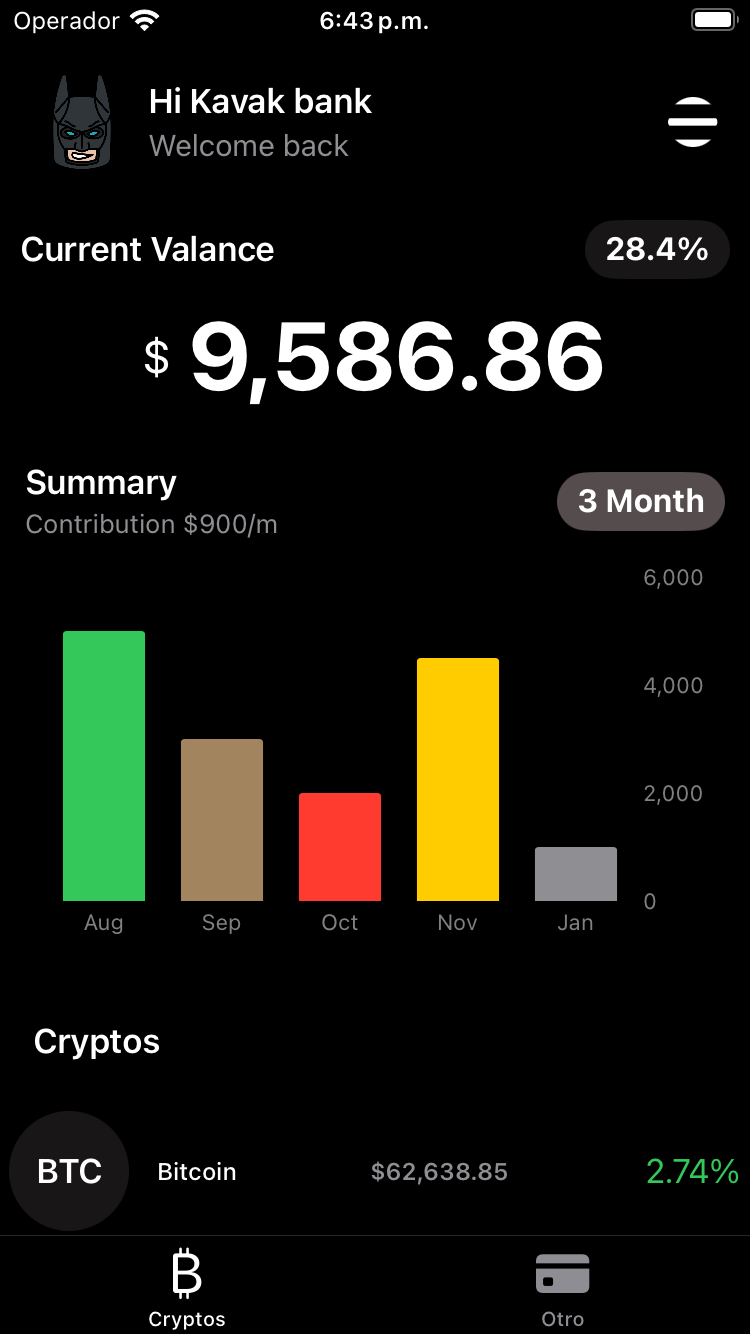 Operador 6:43 p.m.
Hi Kavak bank
Welcome back
Current Valance 28.4%
$ 9,586.86
Summary
Contribution $900/m
3 Month
6,000
4,000
2,000
0
Aug Sep Oct Nov Jan
Cryptos
BTC Bitcoin $62,638.85 2.74%
Cryptos Otro